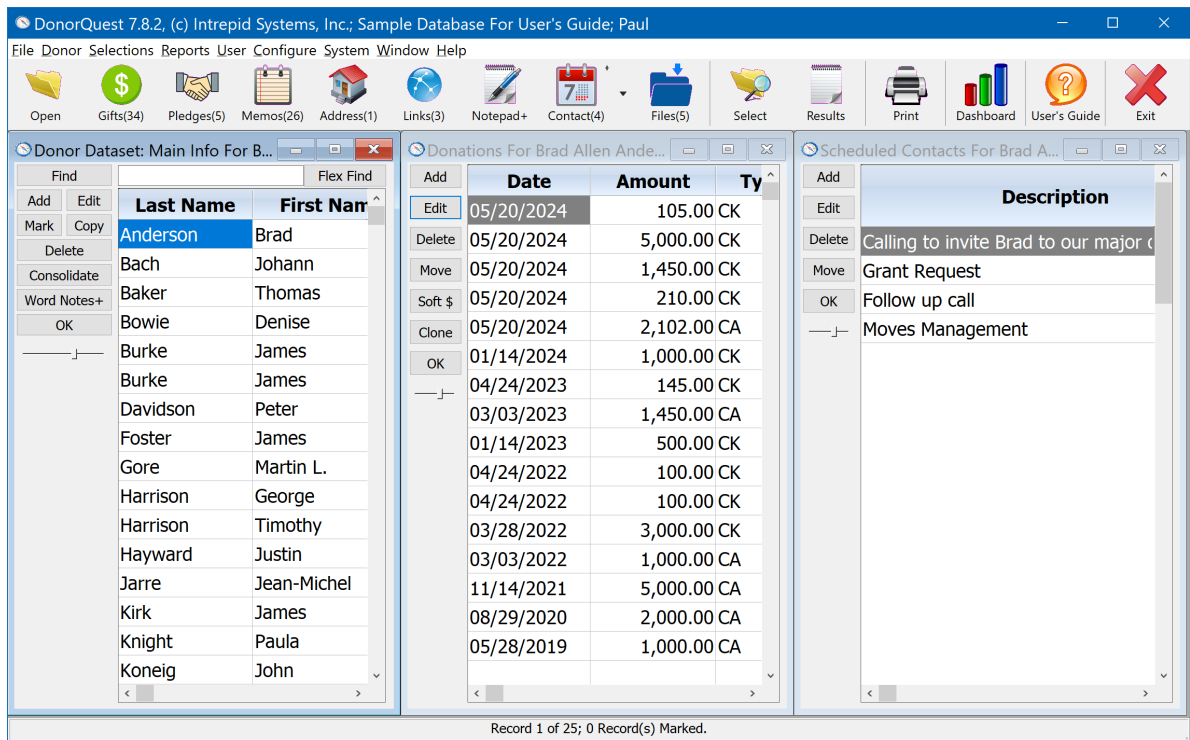 DonorQuest 7.8.2, (c) Intrepid Systems, Inc.; Sample Database For User's Guide; Paul
File Donor Selections Reports User Configure System Window Help
Open Gifts(34) Pledges(5) Memos(26) Address(1) Links(3) Notepad+ Contact(4) Files(5) Select Results Print Dashboard User's Guide Exit
Donor Dataset: Main Info For B...
Find Flex Find
Add Edit
Mark Copy
Delete
Consolidate
Word Notes+
OK
Last Name First Nam
Anderson Brad
Bach Johann
Baker Thomas
Bowie Denise
Burke James
Burke James
Davidson Peter
Foster James
Gore Martin L.
Harrison George
Harrison Timothy
Hayward Justin
Jarre Jean-Michel
Kirk James
Knight Paula
Koneig John
Donations For Brad Allen Ande...
Add
Edit
Delete
Move
Soft $
Clone
OK
Date Amount Ty
05/20/2024 105.00 CK
05/20/2024 5,000.00 CK
05/20/2024 1,450.00 CK
05/20/2024 210.00 CK
05/20/2024 2,102.00 CA
01/14/2024 1,000.00 CK
04/24/2023 145.00 CK
03/03/2023 1,450.00 CA
01/14/2023 500.00 CK
04/24/2022 100.00 CK
04/24/2022 100.00 CK
03/28/2022 3,000.00 CK
03/03/2022 1,000.00 CA
11/14/2021 5,000.00 CA
08/29/2020 2,000.00 CA
05/28/2019 1,000.00 CA
Scheduled Contacts For Brad A...
Add
Edit
Delete
Move
OK
Description
Calling to invite Brad to our major
Grant Request
Follow up call
Moves Management
Record 1 of 25; 0 Record(s) Marked.